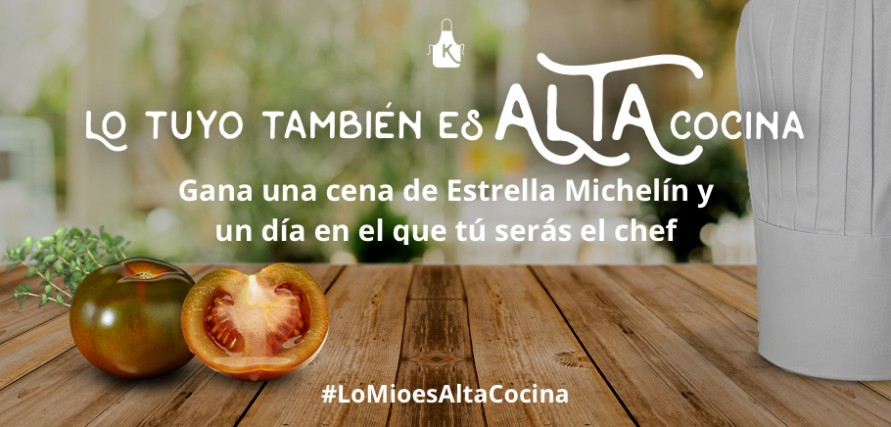 K
LO TUYO TAMBIÉN ES ALTA COCINA
Gana una cena de Estrella Michelín y
un día en el que tú serás el chef
#LoMioesAltaCocina